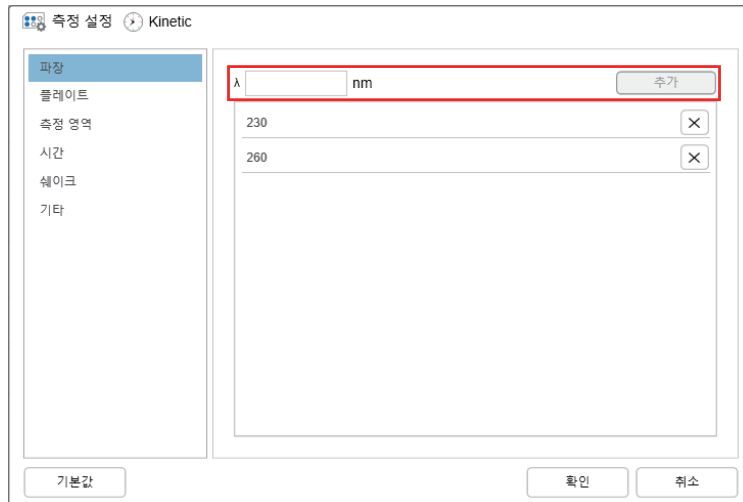 측정 설정 Kinetic
파장
플레이트
측정 영역
시간
쉐이크
기타
λ nm 추가
230
260
기본값 확인 취소